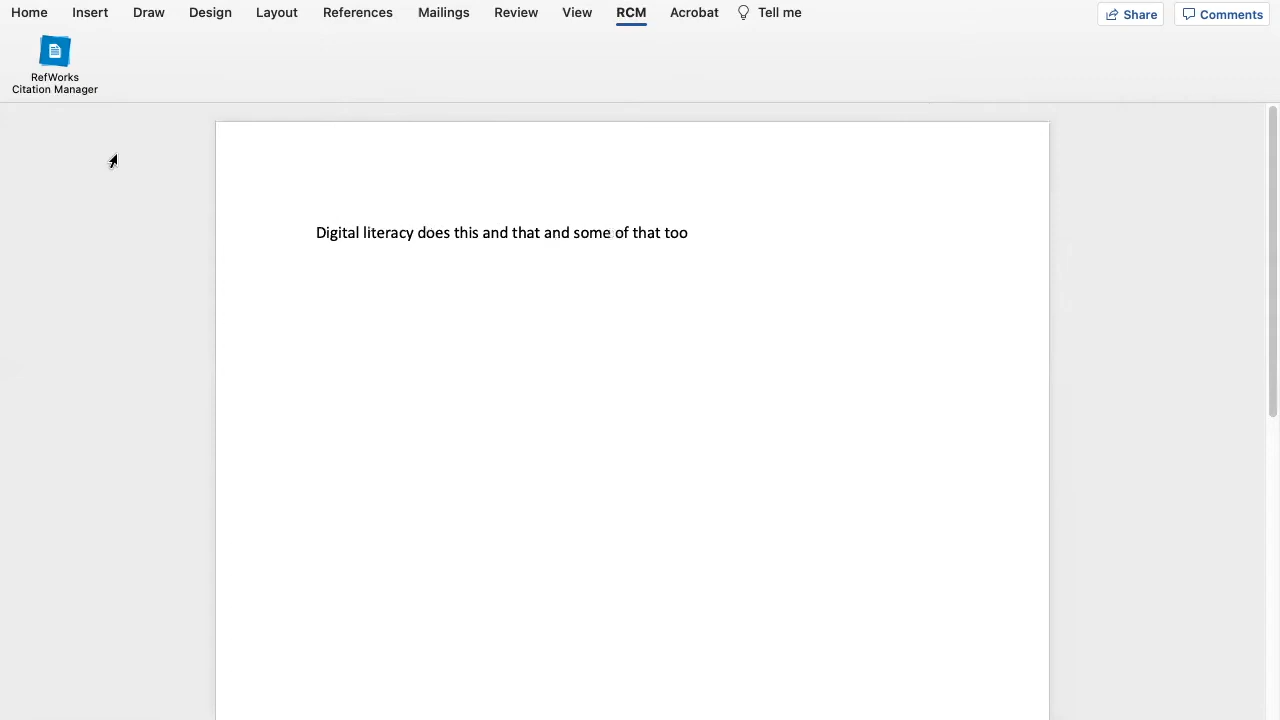 Home Insert Draw Design Layout References Mailings Review View RCM Acrobat Tell me Share Comments
RefWorks
Citation Manager
Digital literacy does this and that and some of that too